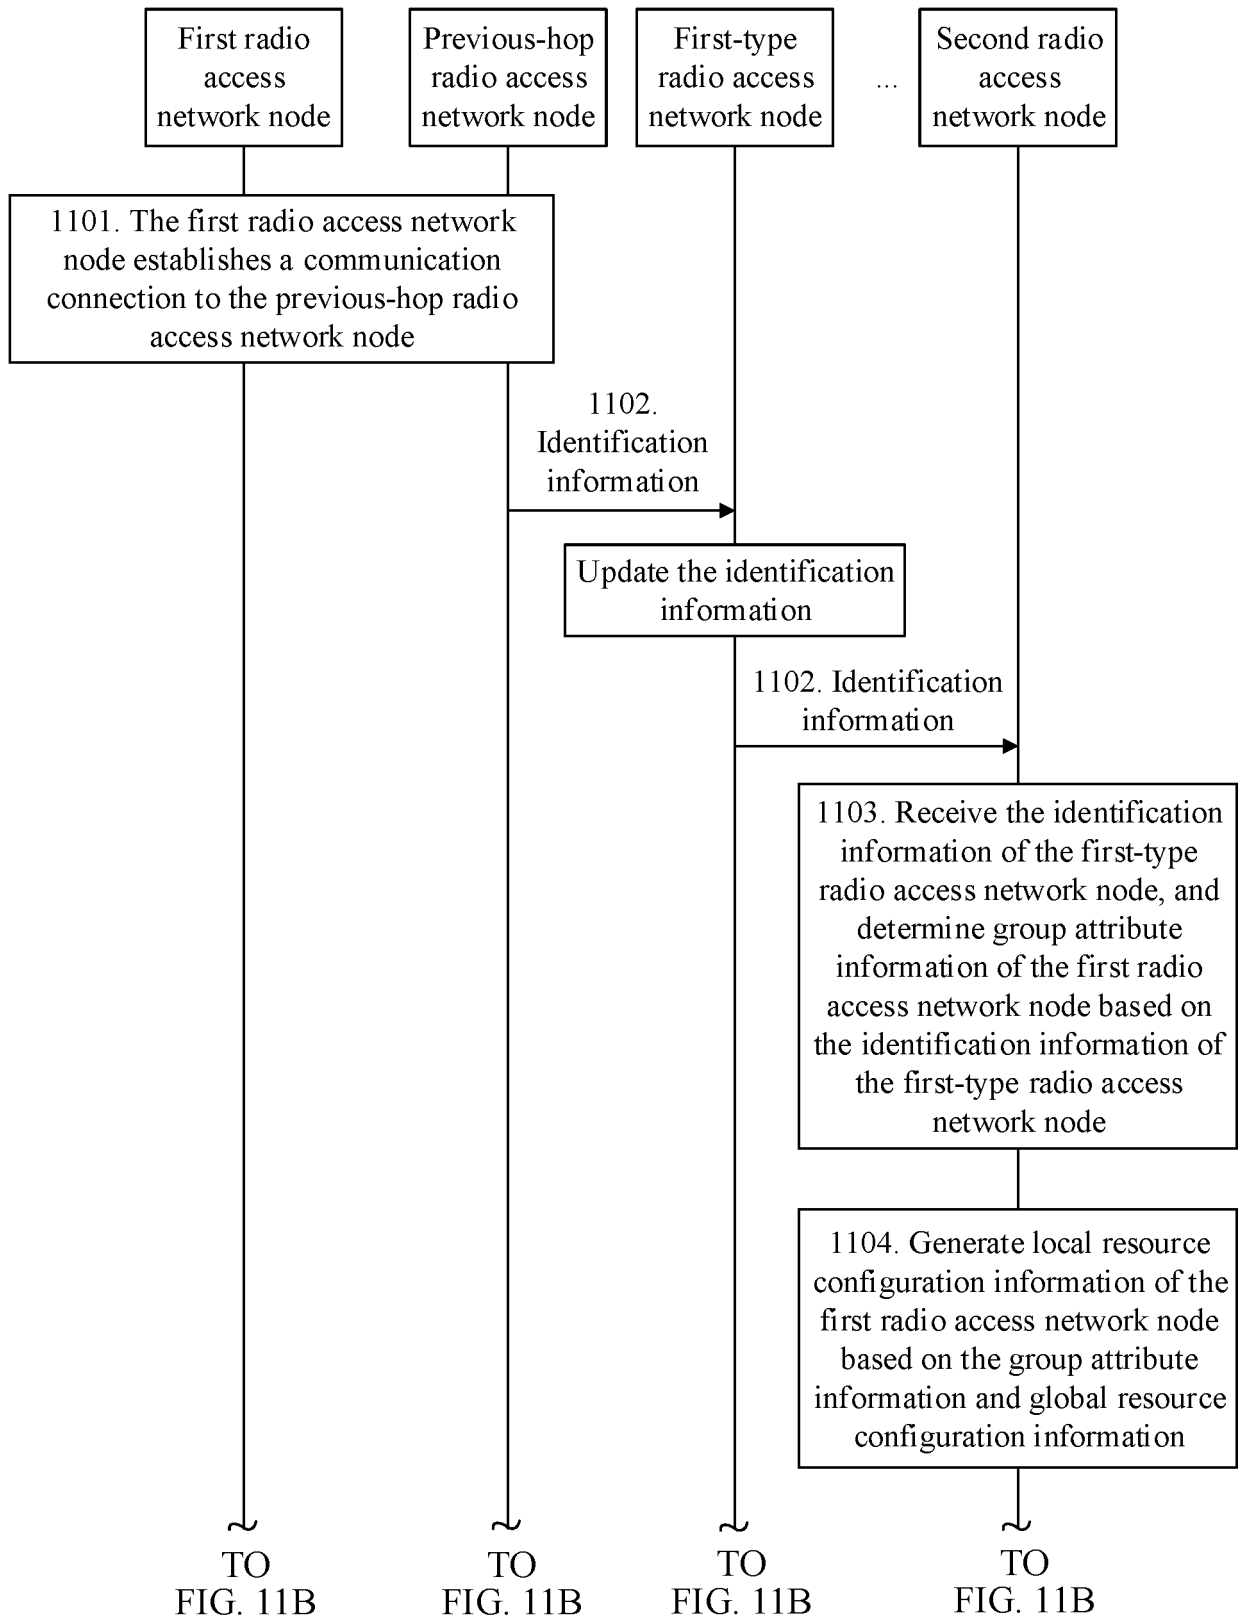 First radio
access
network node
Previous-hop
radio access
network node
First-type
radio access
network node
...
Second radio
access
network node
1101. The first radio access network
node establishes a communication
connection to the previous-hop radio
access network node
1102.
Identification
information
Update the identification
information
1102. Identification
information
1103. Receive the identification
information of the first-type
radio access network node, and
determine group attribute
information of the first radio
access network node based on
the identification information of
the first-type radio access
network node
1104. Generate local resource
configuration information of the
first radio access network node
based on the group attribute
information and global resource
configuration information
TO
FIG. 11B
TO
FIG. 11B
TO
FIG. 11B
TO
FIG. 11B